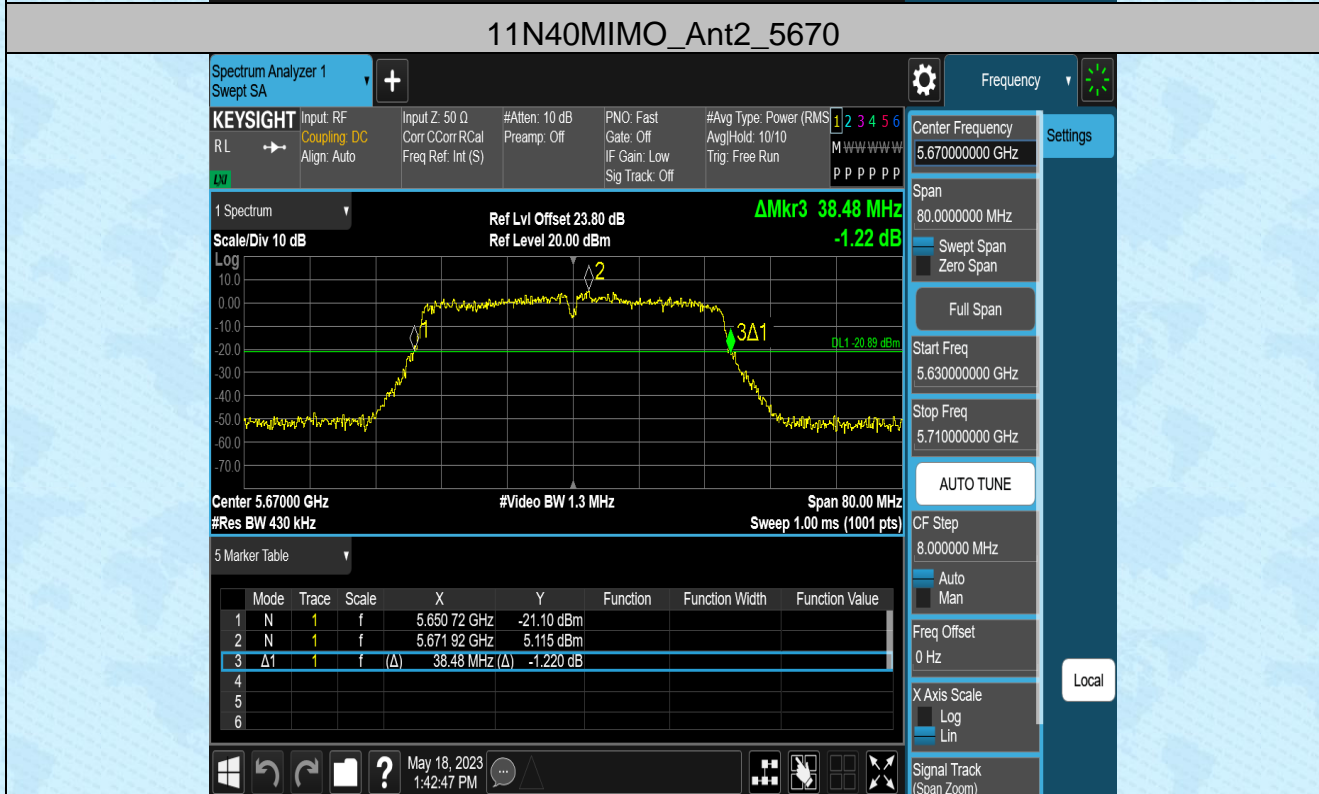 11N40MIMO_Ant2_5670
Spectrum Analyzer 1
Swept SA
Frequency
KEYSIGHT
RL
LXI
Input: RF
Coupling: DC
Align: Auto
Input Z: 50 Ω
Corr CCorr RCal
Freq Ref: Int (S)
#Atten: 10 dB
Preamp: Off
PNO: Fast
Gate: Off
IF Gain: Low
Sig Track: Off
#Avg Type: Power (RMS
Avg|Hold: 10/10
Trig: Free Run
1 2 3 4 5 6
M W W W W W
P P P P P P
1 Spectrum
Scale/Div 10 dB
Ref Lvl Offset 23.80 dB
Ref Level 20.00 dBm
ΔMkr3 38.48 MHz
-1.22 dB
Log
10.0
0.00
-10.0
-20.0
-30.0
-40.0
-50.0
-60.0
-70.0
1
2
3Δ1
DL1 -20.89 dBm
Center 5.67000 GHz
#Res BW 430 kHz
#Video BW 1.3 MHz
Span 80.00 MHz
Sweep 1.00 ms (1001 pts)
5 Marker Table
Mode Trace Scale X Y Function Function Width Function Value
1 N 1 f 5.650 72 GHz -21.10 dBm
2 N 1 f 5.671 92 GHz 5.115 dBm
3 Δ1 1 f (Δ) 38.48 MHz (Δ) -1.220 dB
4
5
6
May 18, 2023
1:42:47 PM
Center Frequency
5.670000000 GHz
Settings
Span
80.0000000 MHz
Swept Span
Zero Span
Full Span
Start Freq
5.630000000 GHz
Stop Freq
5.710000000 GHz
AUTO TUNE
CF Step
8.000000 MHz
Auto
Man
Freq Offset
0 Hz
X Axis Scale
Log
Lin
Local
Signal Track
(Span Zoom)